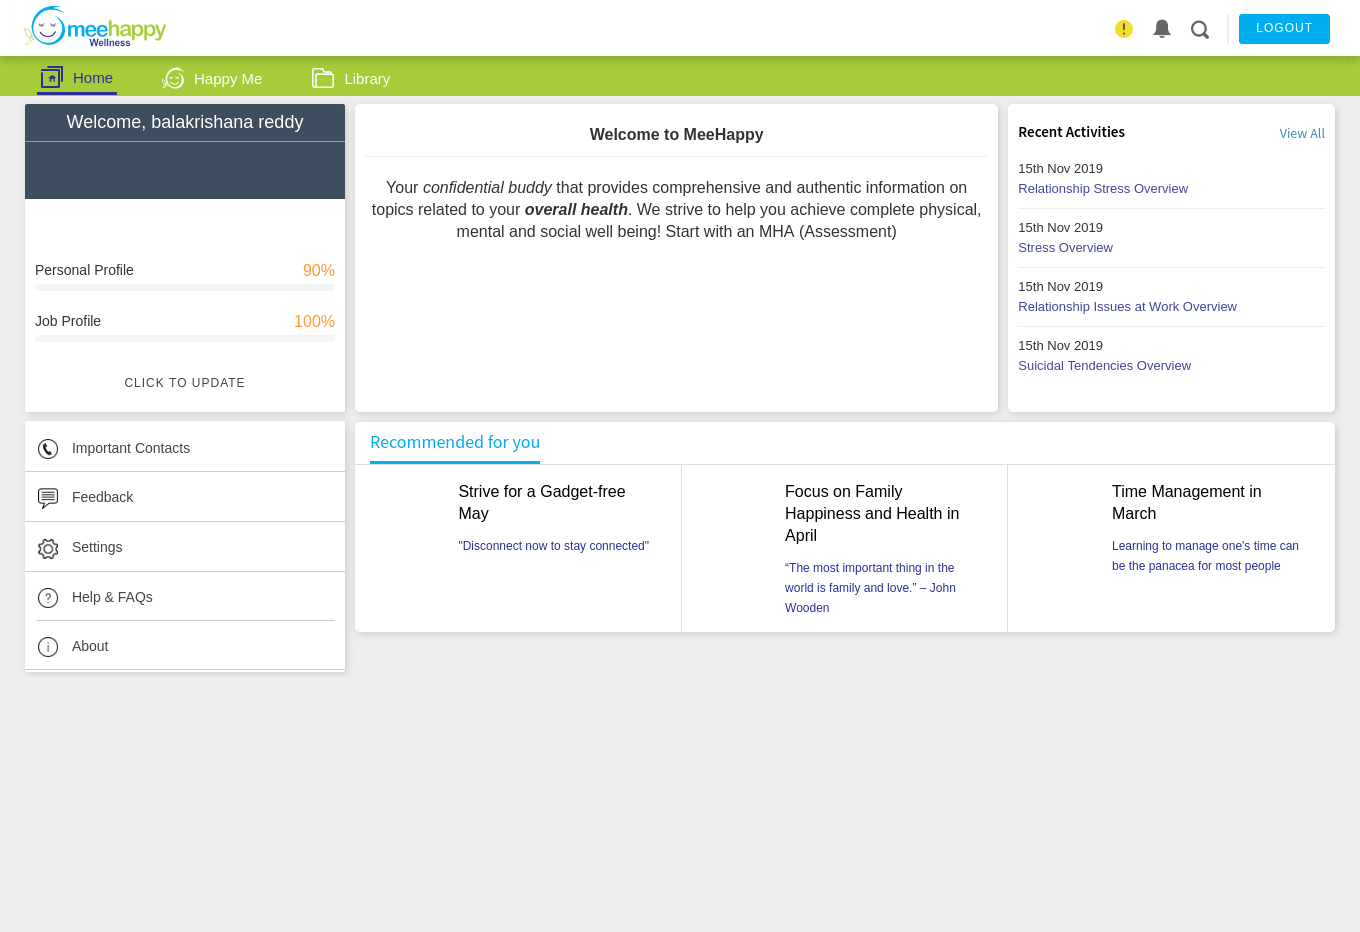 meehappy
Wellness
LOGOUT
Home
Happy Me
Library
Welcome, balakrishana reddy
Personal Profile 90%
Job Profile 100%
CLICK TO UPDATE
Welcome to MeeHappy
Your confidential buddy that provides comprehensive and authentic information on
topics related to your overall health. We strive to help you achieve complete physical,
mental and social well being! Start with an MHA (Assessment)
Recent Activities View All
15th Nov 2019
Relationship Stress Overview
15th Nov 2019
Stress Overview
15th Nov 2019
Relationship Issues at Work Overview
15th Nov 2019
Suicidal Tendencies Overview
Important Contacts
Feedback
Settings
Help & FAQs
About
Recommended for you
Strive for a Gadget-free
May
"Disconnect now to stay connected"
Focus on Family
Happiness and Health in
April
“The most important thing in the
world is family and love.” – John
Wooden
Time Management in
March
Learning to manage one's time can
be the panacea for most people